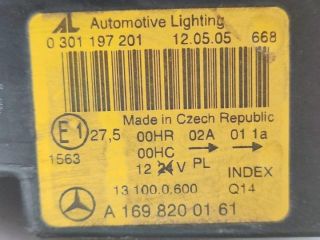 AL Automotive Lighting
0 301 197 201 12.05.05 668
Made in Czech Republic
E1 27,5 00HR 02A 01 1a
1563 00HC → →
12 24 V PL INDEX
13 100.0.600 Q14
A 169 820 01 61